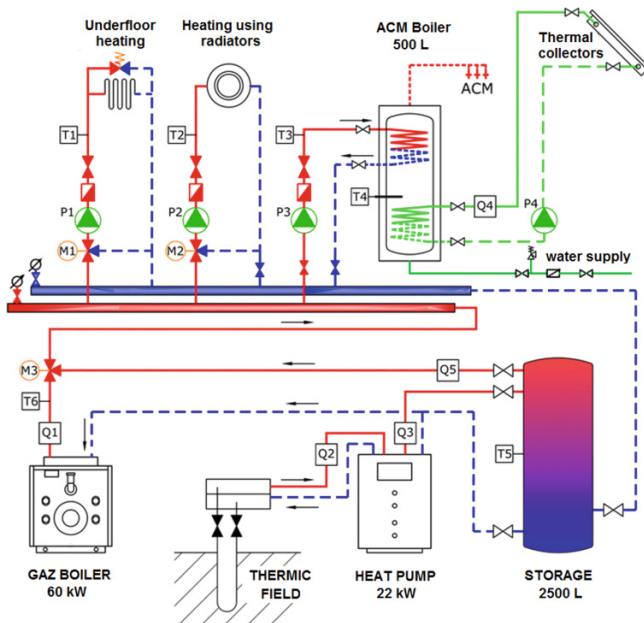 Underfloor
heating
Heating using
radiators
ACM Boiler
500 L
Thermal
collectors
ACM
T1
T2
T3
T4
Q4
P1
P2
P3
P4
M1
M2
water supply
M3
Q5
T6
Q1
Q2
Q3
T5
GAZ BOILER
60 kW
THERMIC
FIELD
HEAT PUMP
22 kW
STORAGE
2500 L